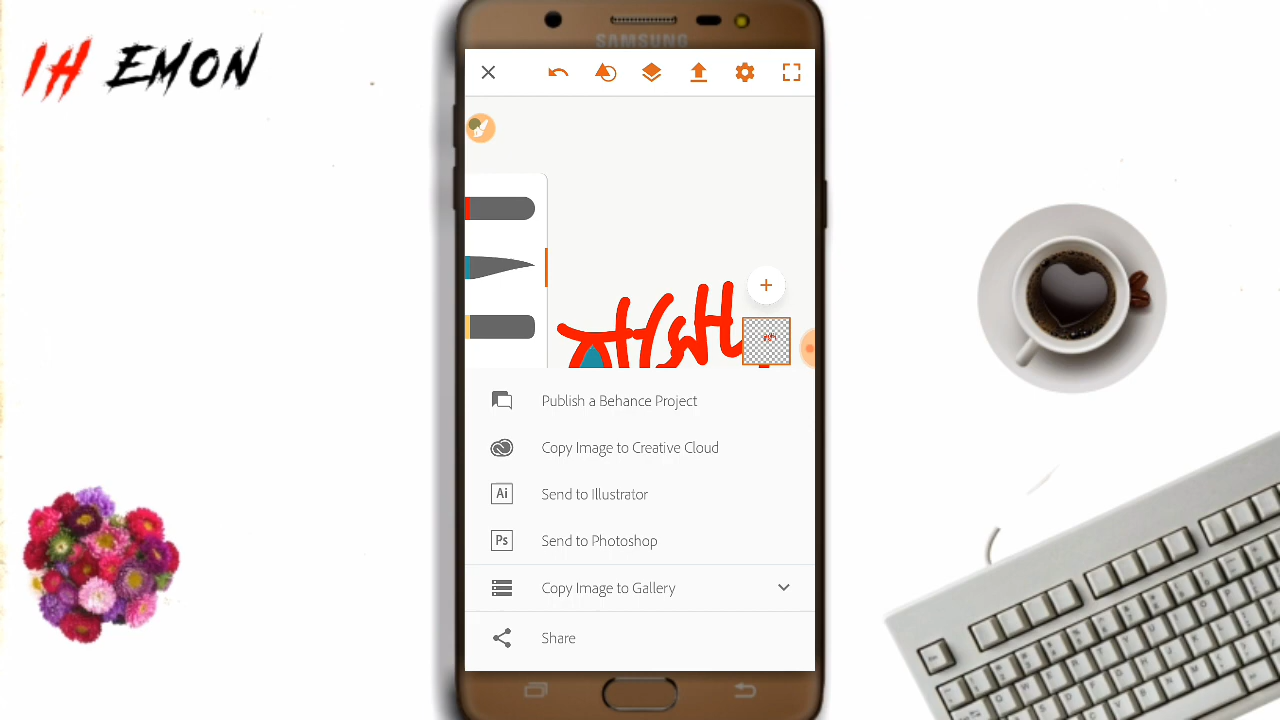 IH EMON
SAMSUNG
Publish a Behance Project
Copy Image to Creative Cloud
Ai Send to Illustrator
Ps Send to Photoshop
Copy Image to Gallery
Share